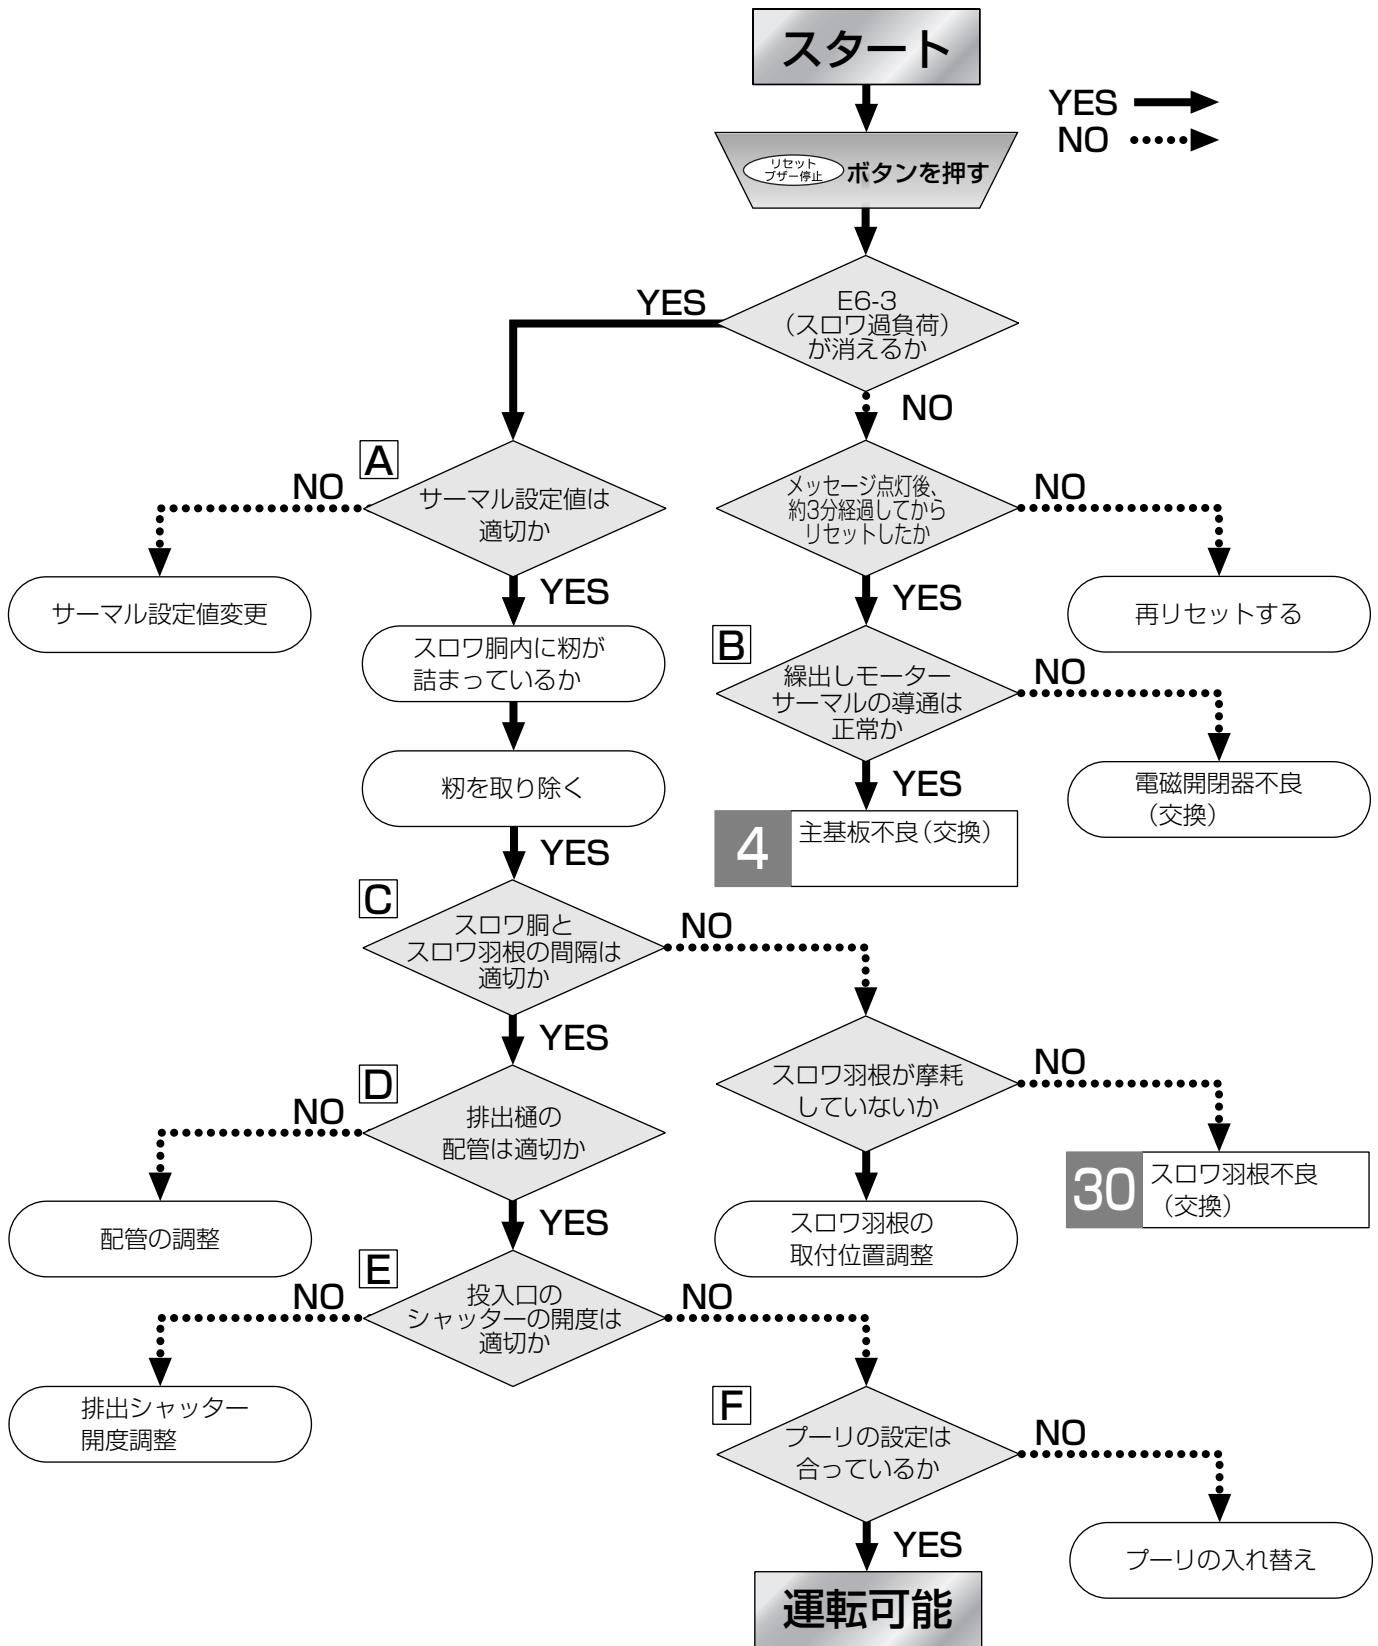 スタート
YES
NO
リセット
ブザー停止
ボタンを押す
E6-3
(スロワ過負荷)
が消えるか
YES
NO
A
サーマル設定値は
適切か
NO
メッセージ点灯後、
約3分経過してから
リセットしたか
NO
サーマル設定値変更
YES
YES
再リセットする
スロワ胴内に籾が
詰まっているか
B
繰出しモーター
サーマルの導通は
正常か
NO
籾を取り除く
YES
電磁開閉器不良
(交換)
4
主基板不良(交換)
YES
C
スロワ胴と
スロワ羽根の間隔は
適切か
NO
YES
スロワ羽根が摩耗
していないか
NO
D
排出樋の
配管は適切か
NO
30
スロワ羽根不良
(交換)
配管の調整
YES
スロワ羽根の
取付位置調整
E
投入口の
シャッターの開度は
適切か
NO
NO
排出シャッター
開度調整
F
プーリの設定は
合っているか
NO
YES
プーリの入れ替え
運転可能